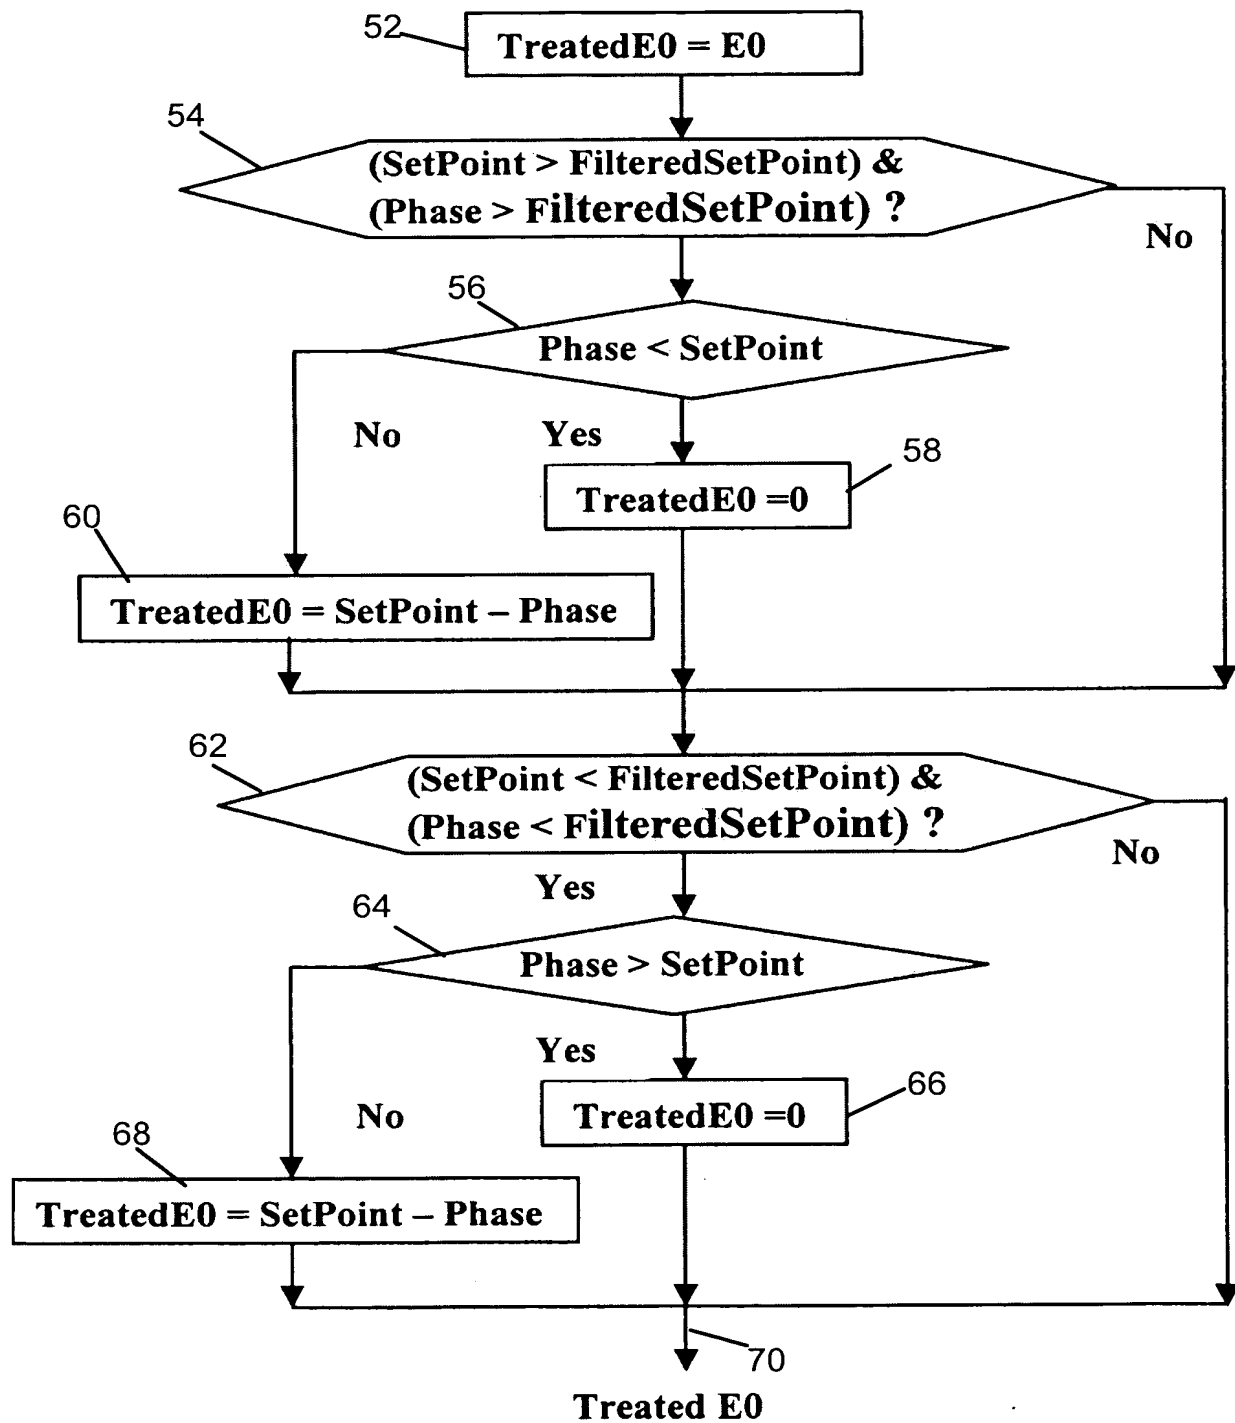 52
TreatedE0 = E0
54
(SetPoint > FilteredSetPoint) &
(Phase > FilteredSetPoint) ?
No
56
Phase < SetPoint
No
Yes
58
TreatedE0 =0
60
TreatedE0 = SetPoint – Phase
62
(SetPoint < FilteredSetPoint) &
(Phase < FilteredSetPoint) ?
No
Yes
64
Phase > SetPoint
Yes
66
No
TreatedE0 =0
68
TreatedE0 = SetPoint – Phase
70
Treated E0